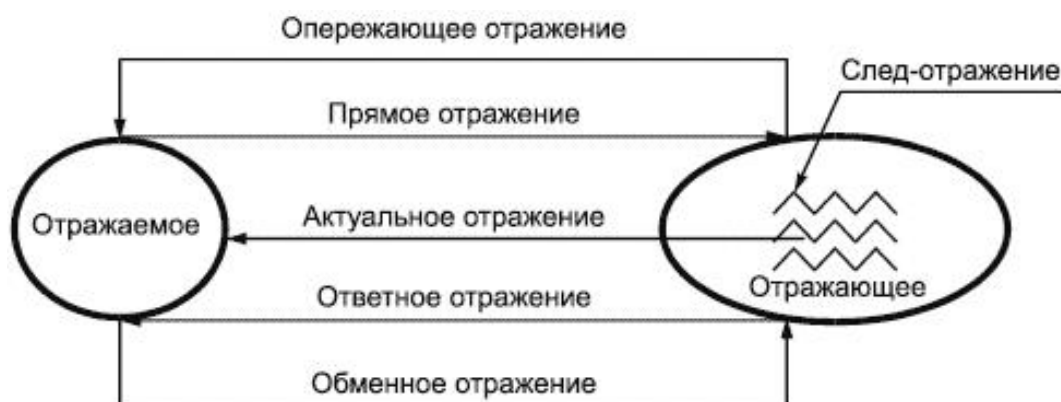 Опережающее отражение
След-отражение
Прямое отражение
Отражаемое
Актуальное отражение
Отражающее
Ответное отражение
Обменное отражение